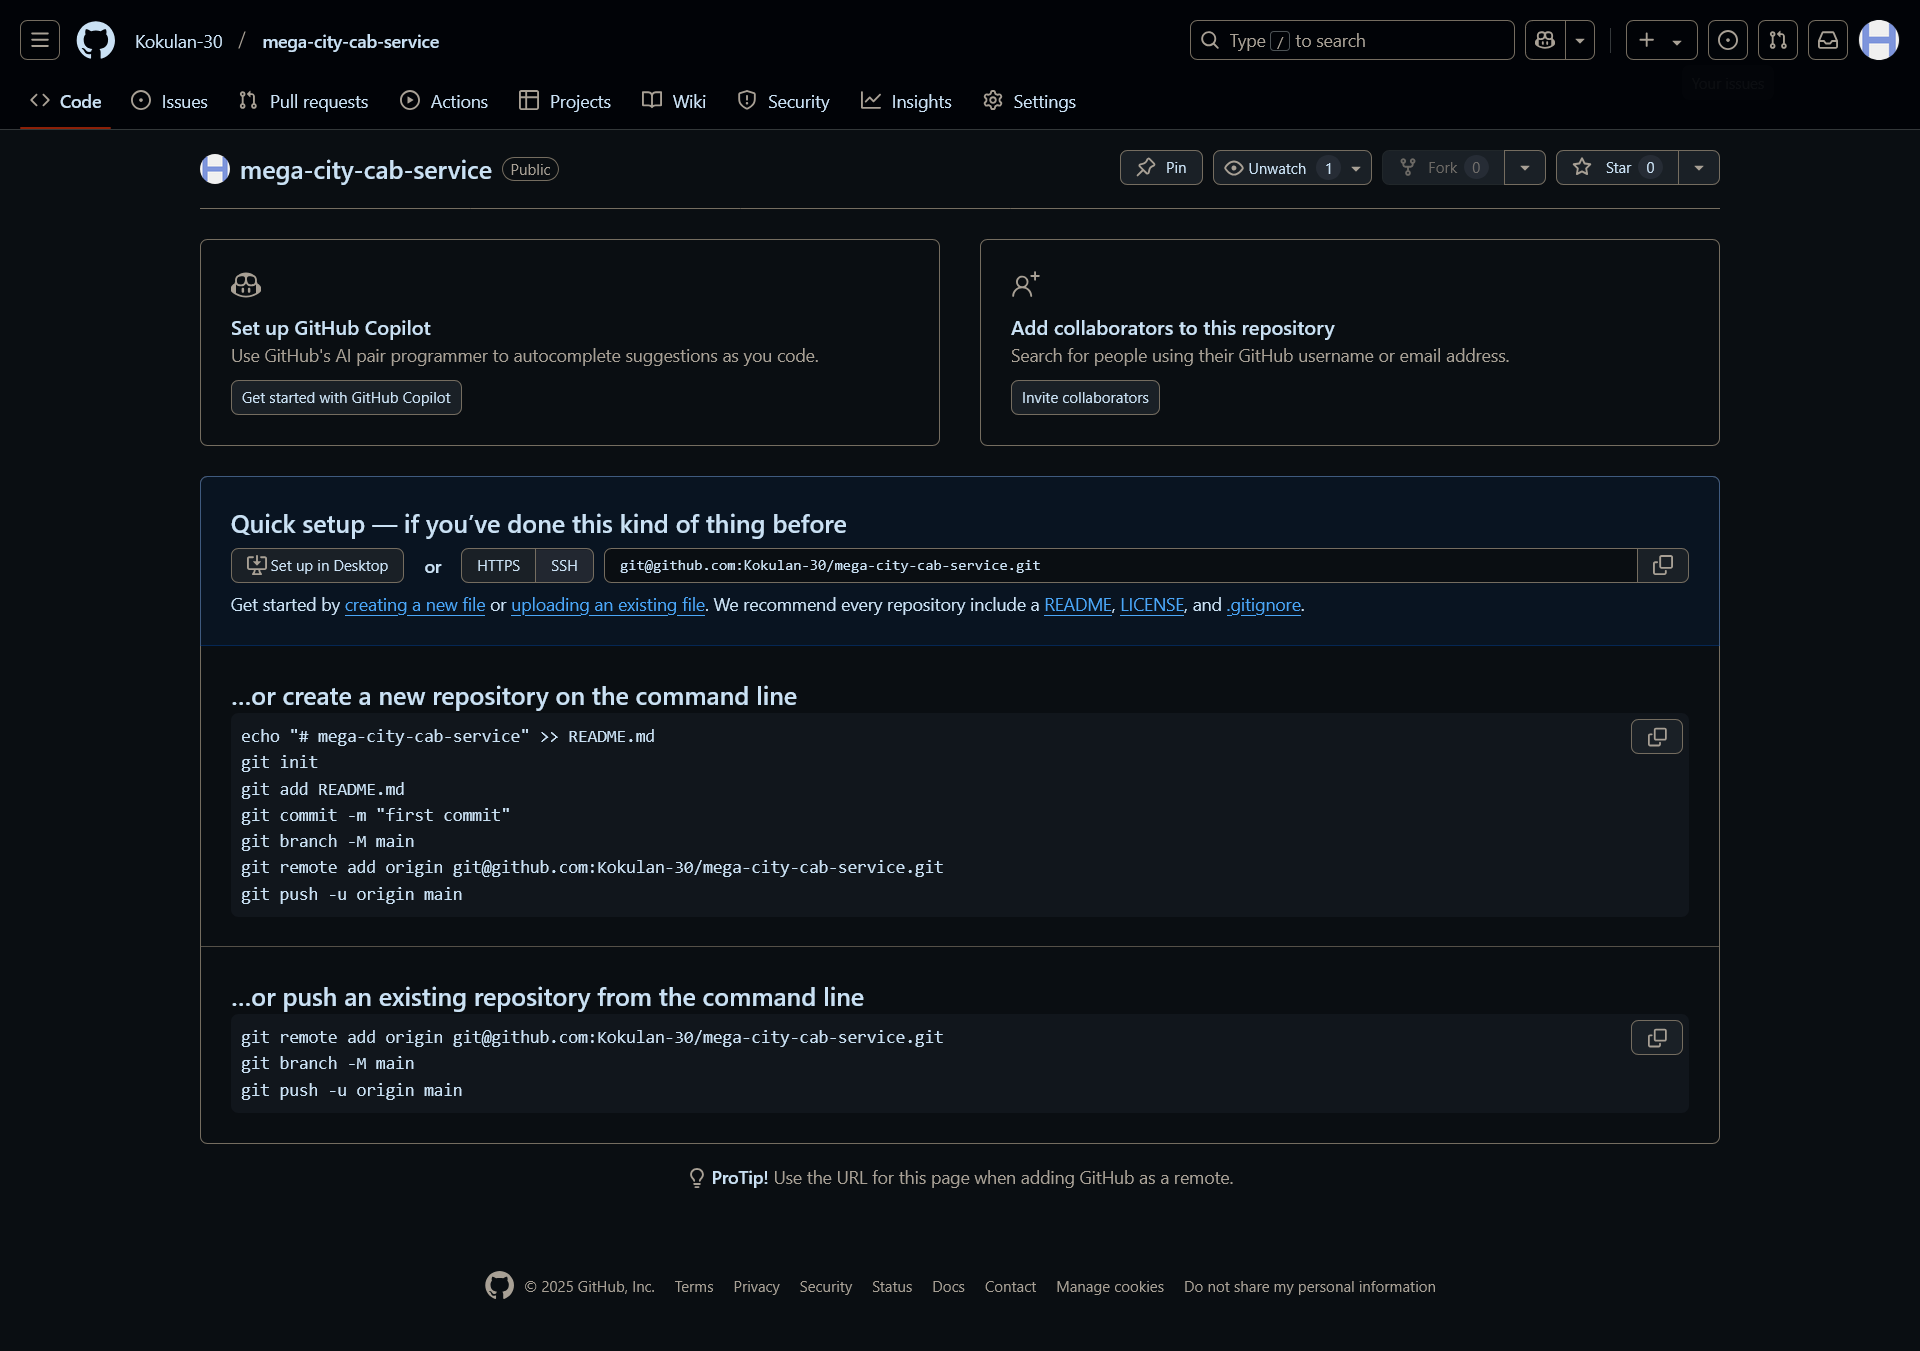 Kokulan-30 / mega-city-cab-service
Type / to search
Code Issues Pull requests Actions Projects Wiki Security Insights Settings
Your issues
mega-city-cab-service Public
Pin Unwatch 1 Fork 0 Star 0
Set up GitHub Copilot
Use GitHub's AI pair programmer to autocomplete suggestions as you code.
Get started with GitHub Copilot
Add collaborators to this repository
Search for people using their GitHub username or email address.
Invite collaborators
Quick setup — if you’ve done this kind of thing before
Set up in Desktop or HTTPS SSH git@github.com:Kokulan-30/mega-city-cab-service.git
Get started by creating a new file or uploading an existing file. We recommend every repository include a README, LICENSE, and .gitignore.
…or create a new repository on the command line
echo "# mega-city-cab-service" >> README.md
git init
git add README.md
git commit -m "first commit"
git branch -M main
git remote add origin git@github.com:Kokulan-30/mega-city-cab-service.git
git push -u origin main
…or push an existing repository from the command line
git remote add origin git@github.com:Kokulan-30/mega-city-cab-service.git
git branch -M main
git push -u origin main
ProTip! Use the URL for this page when adding GitHub as a remote.
© 2025 GitHub, Inc. Terms Privacy Security Status Docs Contact Manage cookies Do not share my personal information